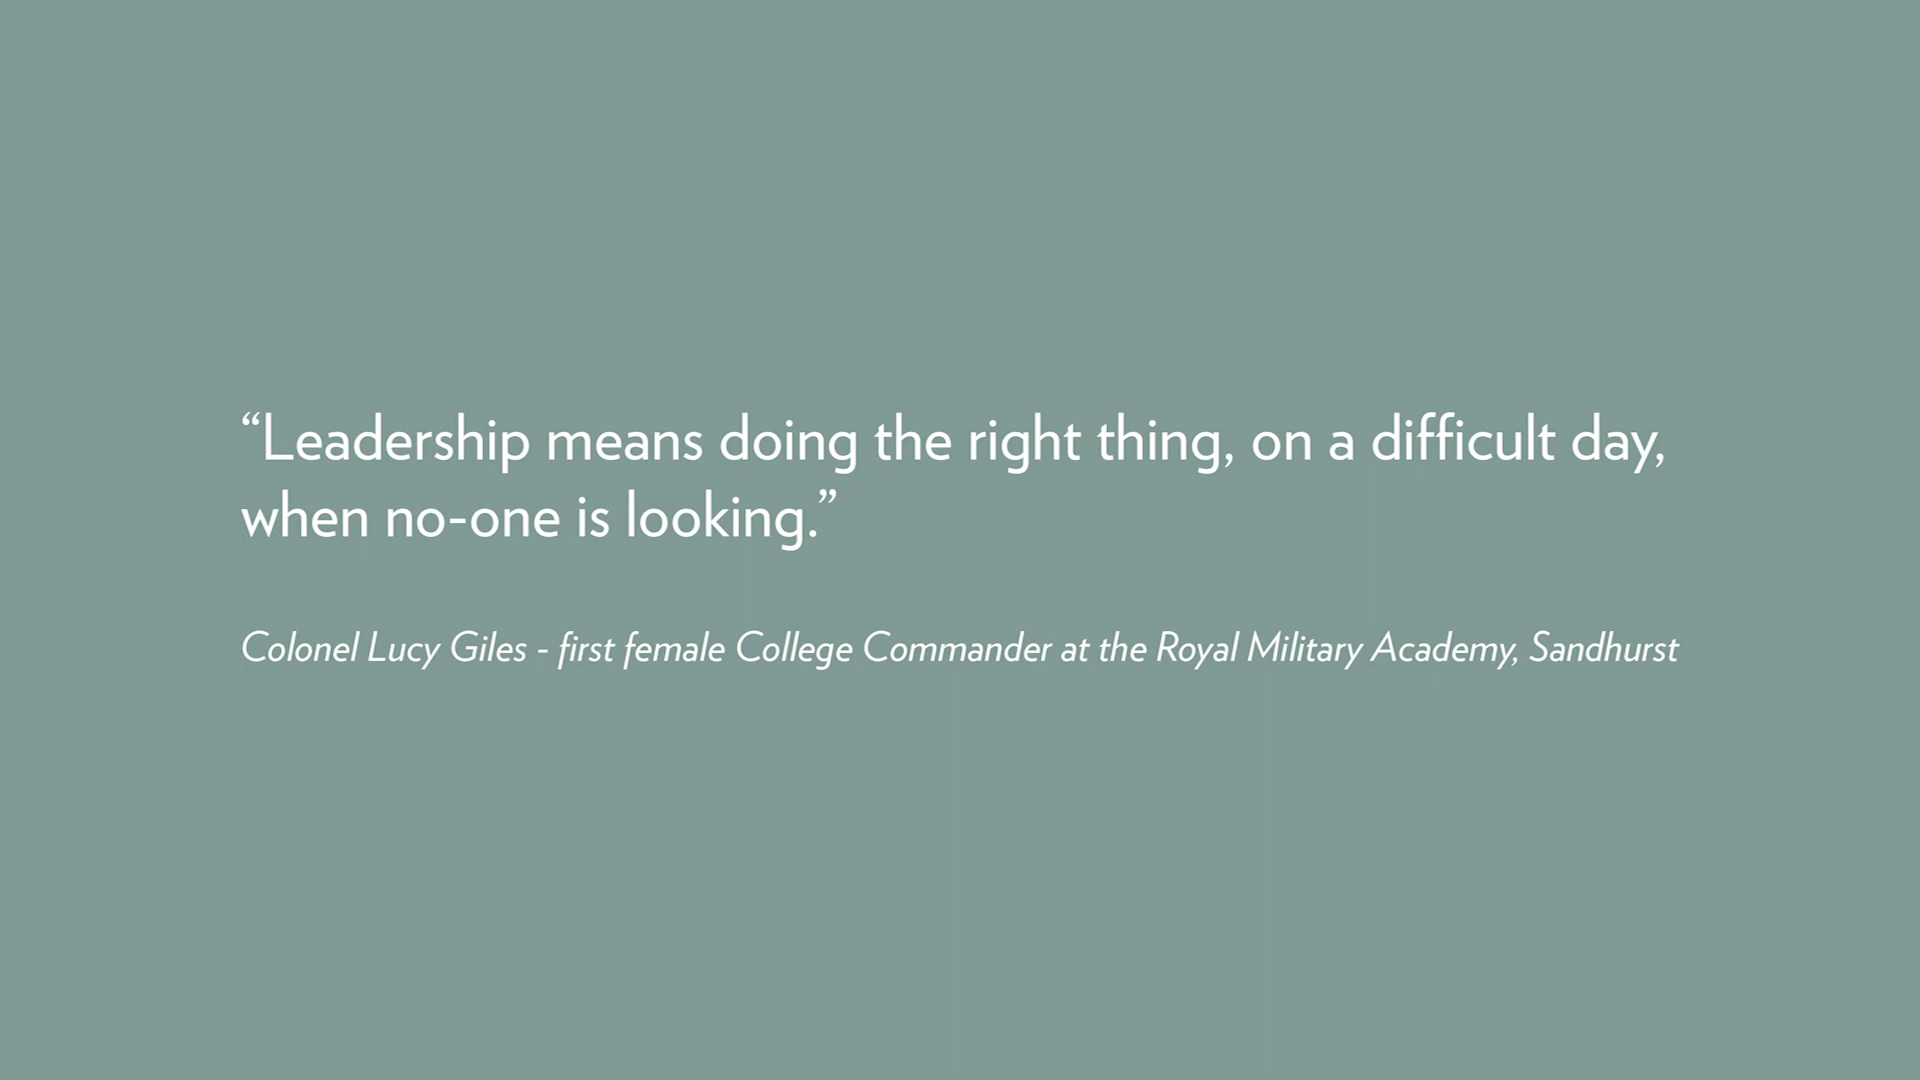 “Leadership means doing the right thing, on a difficult day,
when no-one is looking.”
Colonel Lucy Giles - first female College Commander at the Royal Military Academy, Sandhurst